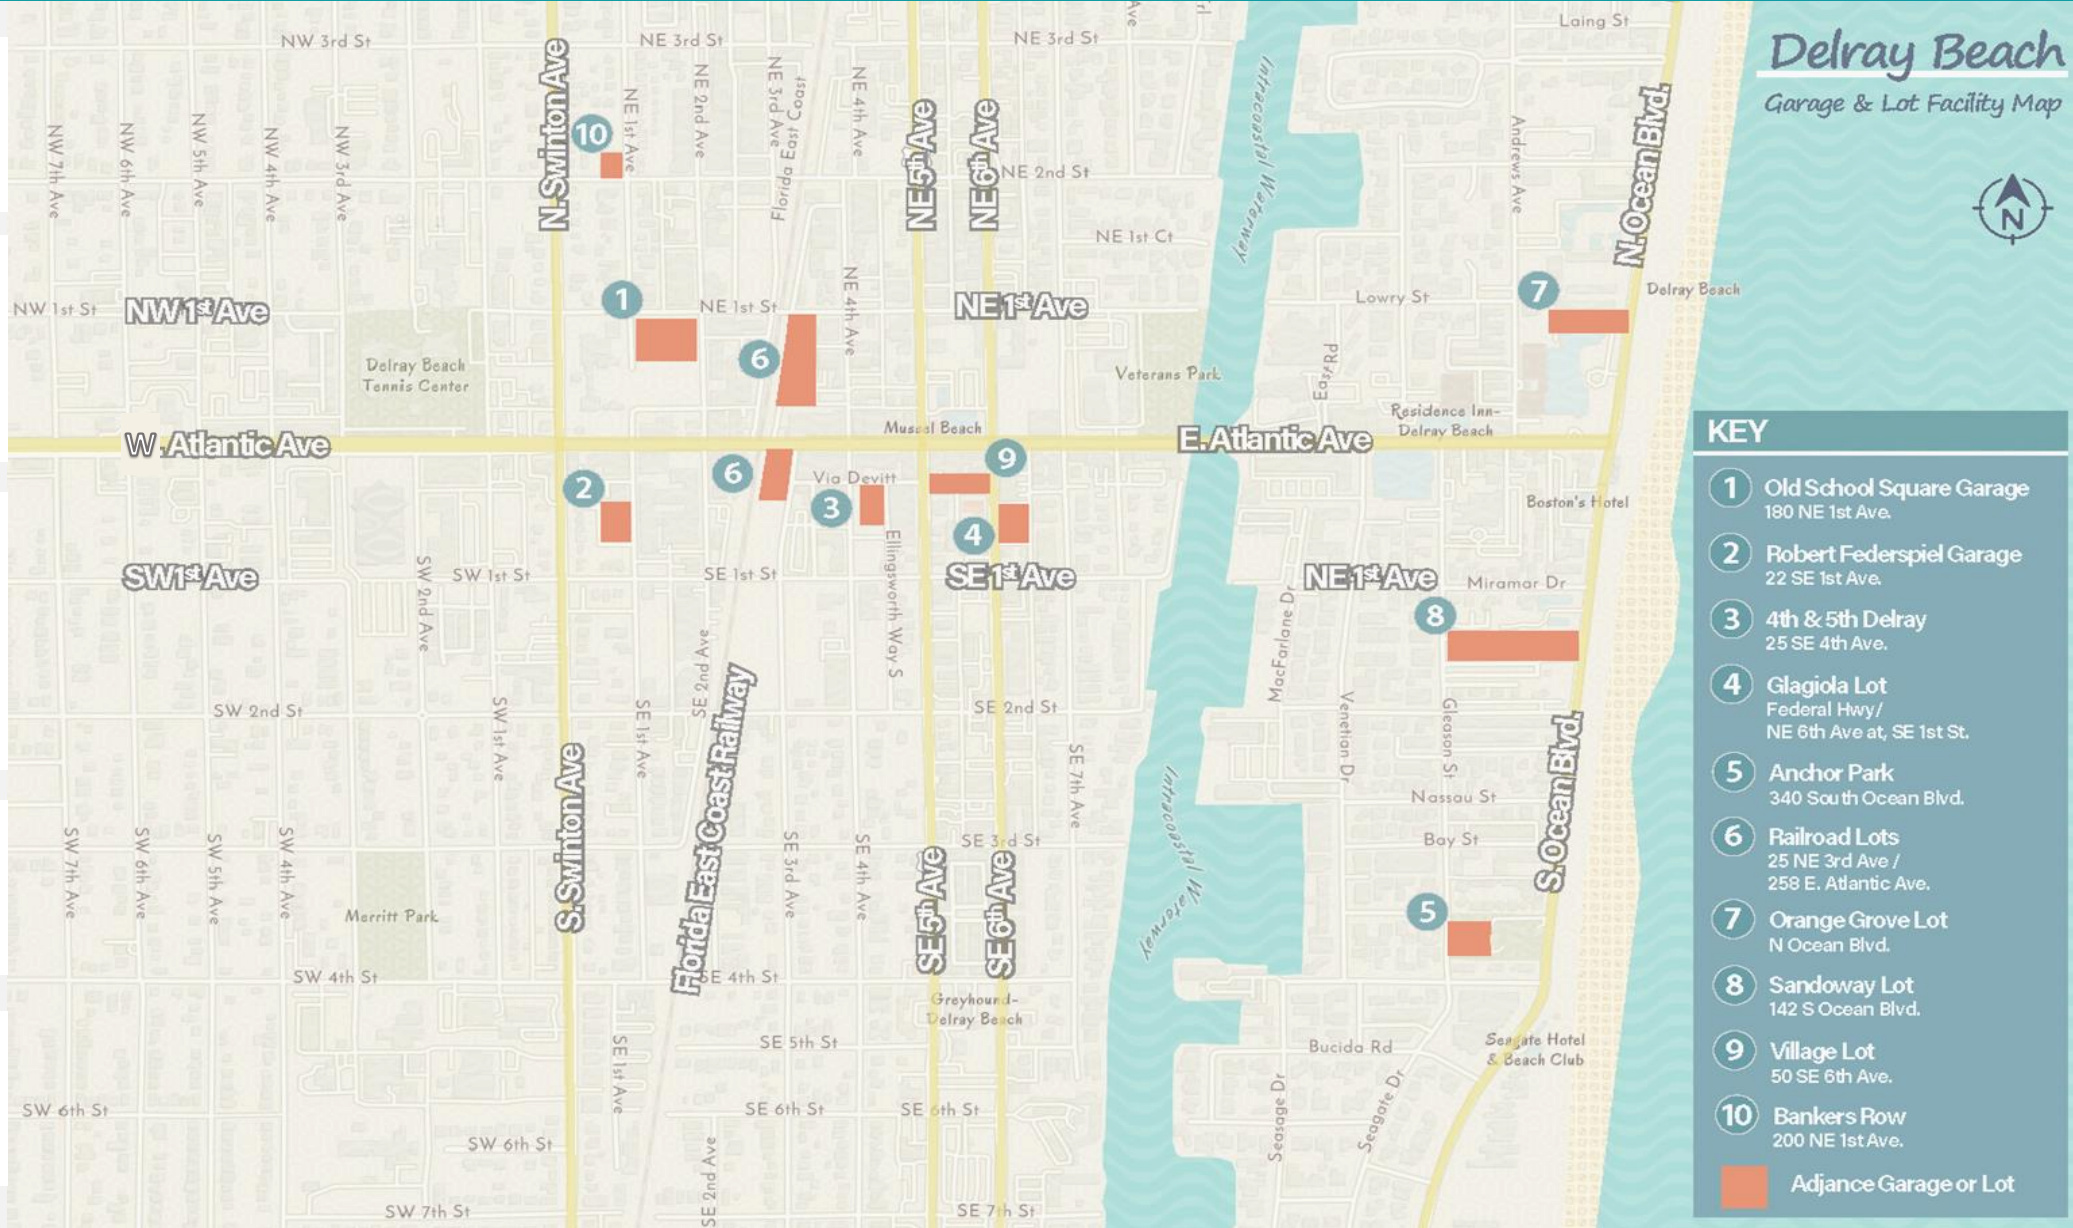 Delray Beach
Garage & Lot Facility Map
N
Laing St
NW 3rd St
NE 3rd St
NE 3rd St
NW 7th Ave
NW 6th Ave
NW 5th Ave
NW 4th Ave
NW 3rd Ave
N. Swinton Ave
10
NE 1st Ave
NE 2nd Ave
NE 3rd Ave
Florida East Coast
NE 4th Ave
NE 5th Ave
NE 6th Ave
NE 2nd St
NE 1st Ct
Intracoastal Waterway
Andrews Ave
N. Ocean Blvd.
Delray Beach
NW 1st St
NW 1st Ave
1
NE 1st St
NE 4th Ave
NE 1st Ave
Lowry St
7
Delray Beach
Tennis Center
6
Veterans Park
East Rd
Residence Inn-
Delray Beach
Mussel Beach
W. Atlantic Ave
E. Atlantic Ave
2
6
Via Devitt
3
9
4
Boston's Hotel
SW 1st Ave
SW 2nd Ave
SW 1st St
SE 1st St
Ellingsworth Way S
SE 1st Ave
NE 1st Ave
Miramar Dr
8
MacFarlane Dr
SW 2nd St
SW 1st Ave
SE 1st Ave
SE 2nd Ave
Florida East Coast Railway
SE 2nd St
SE 7th Ave
Venetian Dr
Gleason St
S. Ocean Blvd.
Nassau St
Bay St
S. Swinton Ave
SW 7th Ave
SW 6th Ave
SW 5th Ave
SW 4th Ave
Merritt Park
SE 3rd Ave
SE 4th Ave
SE 3rd St
SE 5th Ave
SE 6th Ave
Intracoastal Waterway
5
SW 4th St
SE 4th St
Greyhound-
Delray Beach
SE 1st Ave
SE 5th St
Bucida Rd
Seagate Hotel
& Beach Club
Seasage Dr
Seagate Dr
SW 6th St
SW 6th St
SE 6th St
SE 6th St
SE 2nd Ave
SW 7th St
SE 7th St
KEY
1 Old School Square Garage
180 NE 1st Ave.
2 Robert Federspiel Garage
22 SE 1st Ave.
3 4th & 5th Delray
25 SE 4th Ave.
4 Glagiola Lot
Federal Hwy/
NE 6th Ave at, SE 1st St.
5 Anchor Park
340 South Ocean Blvd.
6 Railroad Lots
25 NE 3rd Ave /
258 E. Atlantic Ave.
7 Orange Grove Lot
N Ocean Blvd.
8 Sandoway Lot
142 S Ocean Blvd.
9 Village Lot
50 SE 6th Ave.
10 Bankers Row
200 NE 1st Ave.
Adjance Garage or Lot